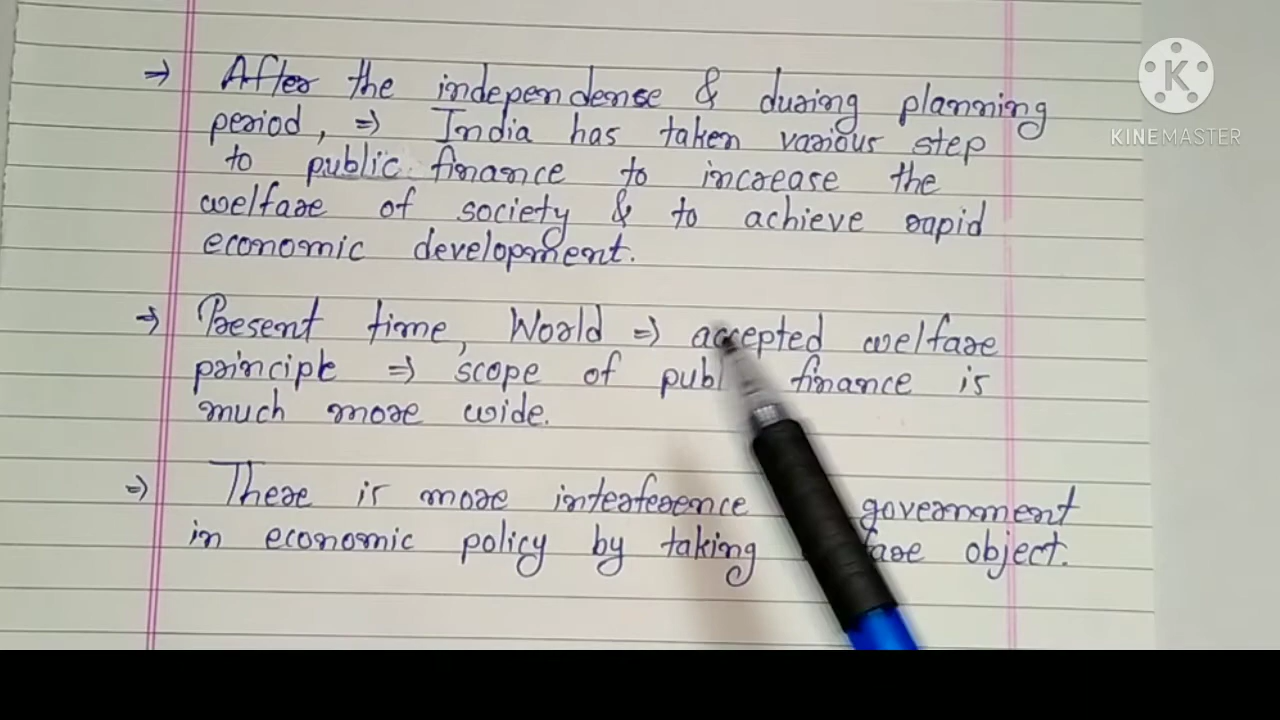 ⇒ After the independense & during planning
period, ⇒ India has taken various step
to public finance to increase the
welfare of society & to achieve rapid
economic development.
⇒ Present time, World ⇒ accepted welfare
principle ⇒ scope of publ finance is
much more wide.
⇒ There is more interference government
in economic policy by taking fare object.
K
KINEMASTER